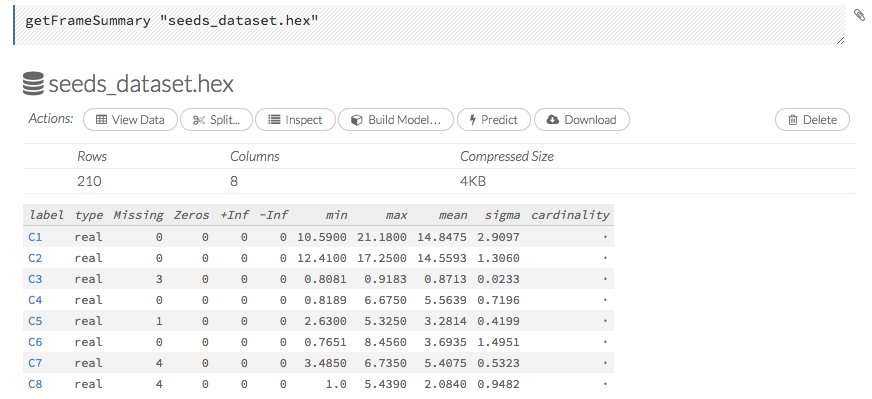 getFrameSummary "seeds_dataset.hex"
seeds_dataset.hex
Actions: View Data Split... Inspect Build Model... Predict Download Delete
Rows Columns Compressed Size
210 8 4KB
label type Missing Zeros +Inf -Inf min max mean sigma cardinality
C1 real 0 0 0 0 10.5900 21.1800 14.8475 2.9097 ·
C2 real 0 0 0 0 12.4100 17.2500 14.5593 1.3060 ·
C3 real 3 0 0 0 0.8081 0.9183 0.8713 0.0233 ·
C4 real 0 0 0 0 0.8189 6.6750 5.5639 0.7196 ·
C5 real 1 0 0 0 2.6300 5.3250 3.2814 0.4199 ·
C6 real 0 0 0 0 0.7651 8.4560 3.6935 1.4951 ·
C7 real 4 0 0 0 3.4850 6.7350 5.4075 0.5323 ·
C8 real 4 0 0 0 1.0 5.4390 2.0840 0.9482 ·